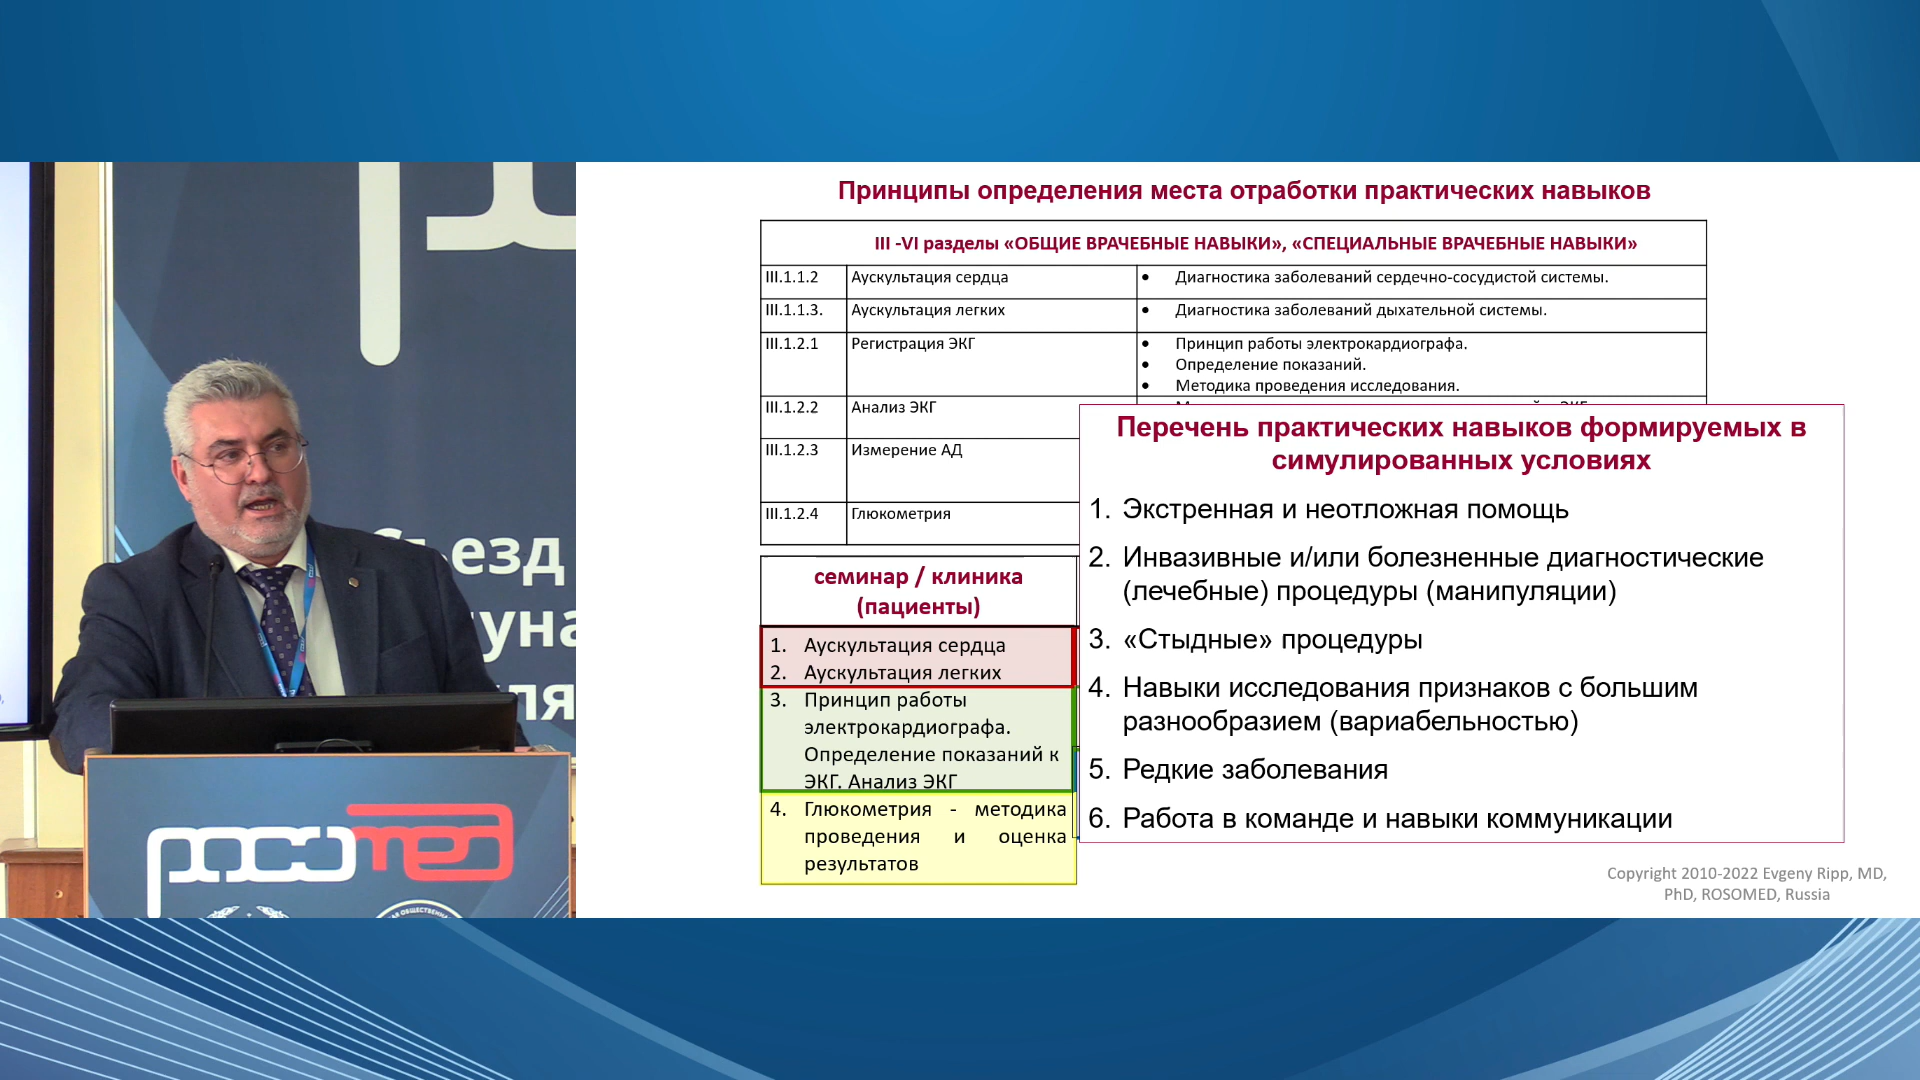 Принципы определения места отработки практических навыков
III -VI разделы «ОБЩИЕ ВРАЧЕБНЫЕ НАВЫКИ», «СПЕЦИАЛЬНЫЕ ВРАЧЕБНЫЕ НАВЫКИ»
III.1.1.2 Аускультация сердца • Диагностика заболеваний сердечно-сосудистой системы.
III.1.1.3. Аускультация легких • Диагностика заболеваний дыхательной системы.
III.1.2.1 Регистрация ЭКГ • Принцип работы электрокардиографа.
• Определение показаний.
• Методика проведения исследования.
III.1.2.2 Анализ ЭКГ
III.1.2.3 Измерение АД
III.1.2.4 Глюкометрия
семинар / клиника
(пациенты)
1. Аускультация сердца
2. Аускультация легких
3. Принцип работы
электрокардиографа.
Определение показаний к
ЭКГ. Анализ ЭКГ
4. Глюкометрия - методика
проведения и оценка
результатов
Перечень практических навыков формируемых в
симулированных условиях
1. Экстренная и неотложная помощь
2. Инвазивные и/или болезненные диагностические
(лечебные) процедуры (манипуляции)
3. «Стыдные» процедуры
4. Навыки исследования признаков с большим
разнообразием (вариабельностью)
5. Редкие заболевания
6. Работа в команде и навыки коммуникации
Copyright 2010-2022 Evgeny Ripp, MD,
PhD, ROSOMED, Russia
росомед